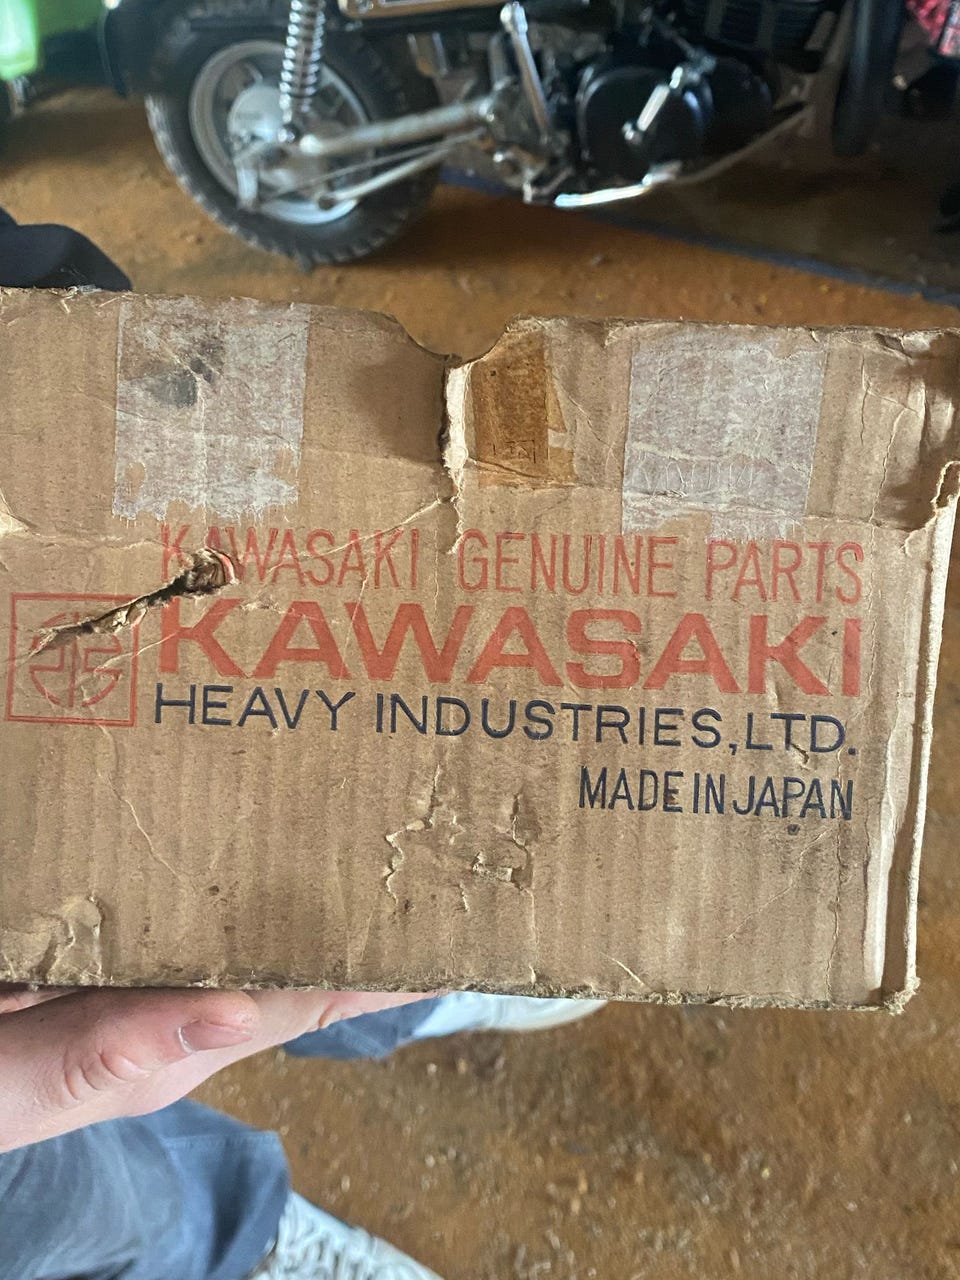 KAWASAKI GENUINE PARTS
KAWASAKI
HEAVY INDUSTRIES,LTD.
MADE IN JAPAN